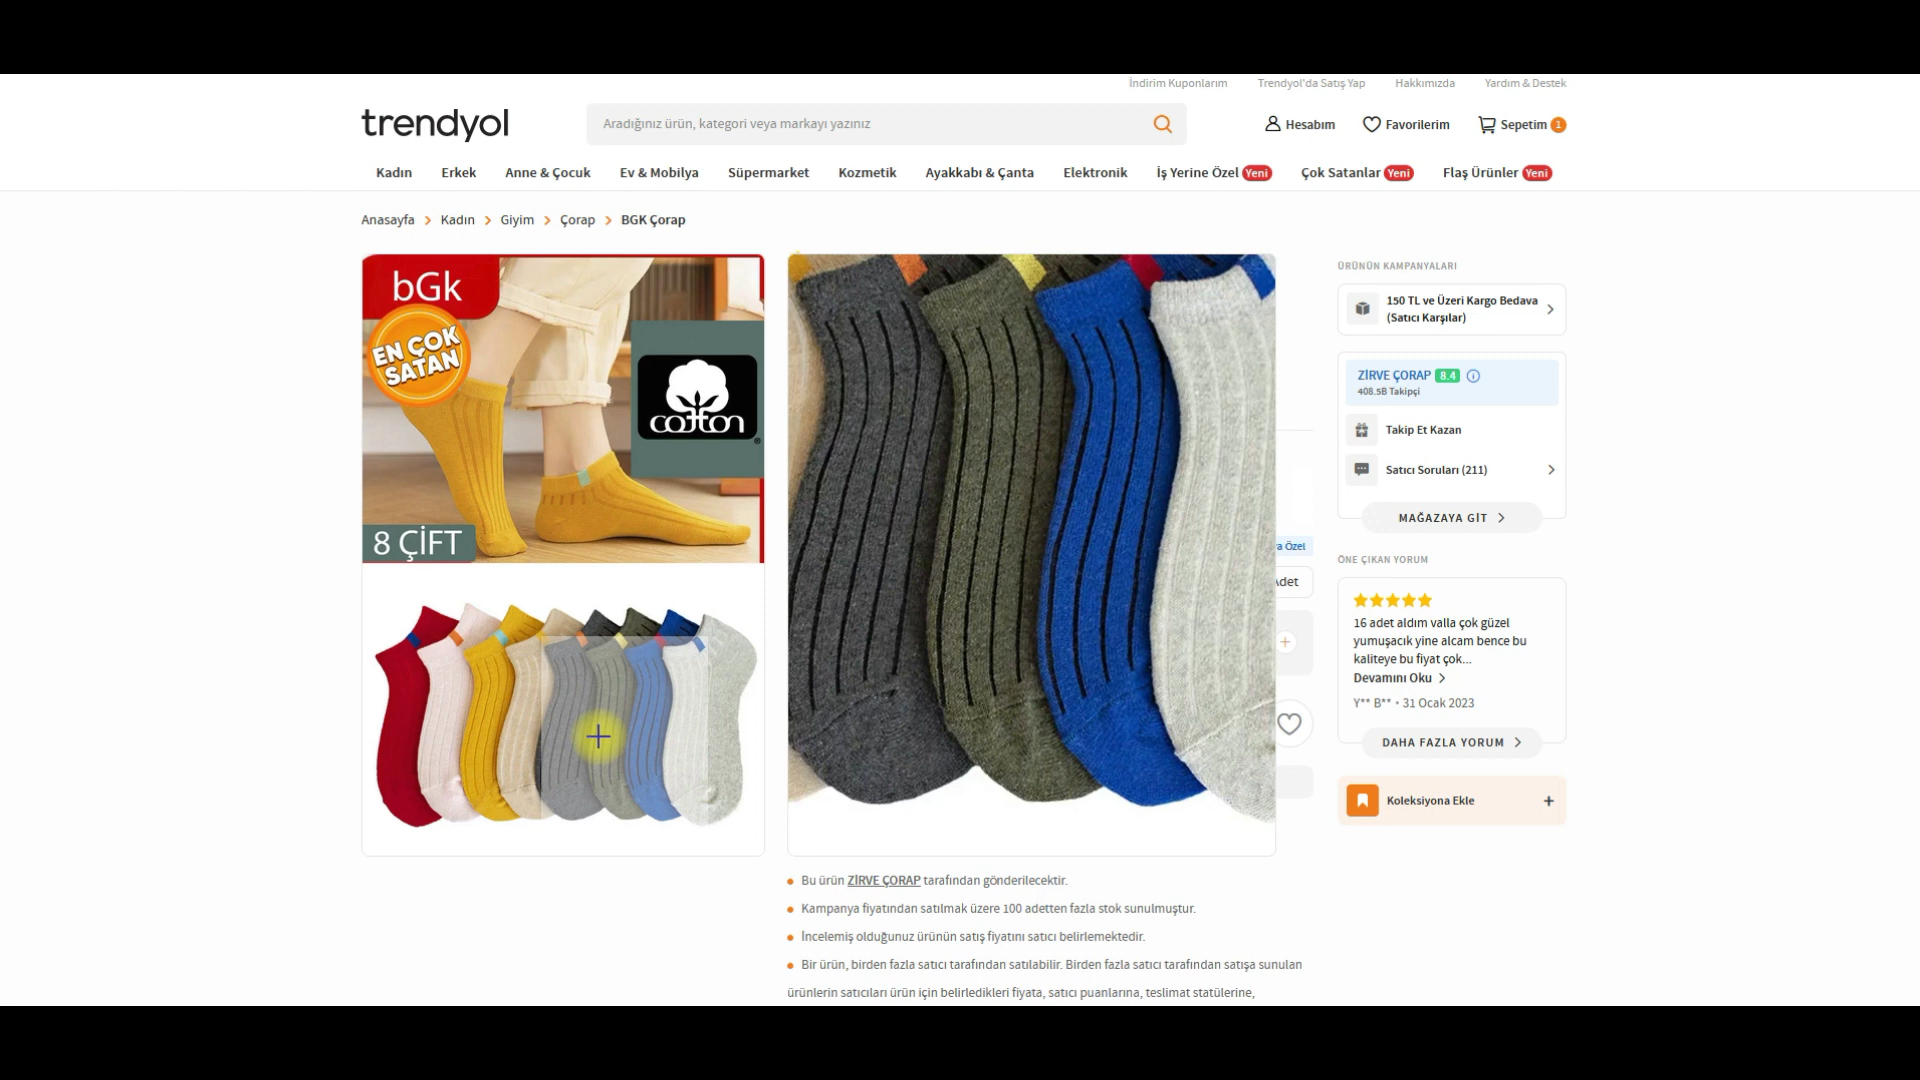 İndirim Kuponlarım Trendyol'da Satış Yap Hakkımızda Yardım & Destek
trendyol
Aradığınız ürün, kategori veya markayı yazınız
Hesabım Favorilerim Sepetim 1
Kadın Erkek Anne & Çocuk Ev & Mobilya Süpermarket Kozmetik Ayakkabı & Çanta Elektronik İş Yerine Özel Yeni Çok Satanlar Yeni Flaş Ürünler Yeni
Anasayfa Kadın Giyim Çorap BGK Çorap
bGk
EN ÇOK
SATAN
cotton
8 ÇİFT
a Özel
Adet
ÜRÜNÜN KAMPANYALARI
150 TL ve Üzeri Kargo Bedava
(Satıcı Karşılar)
ZİRVE ÇORAP 8.4
408.5B Takipçi
Takip Et Kazan
Satıcı Soruları (211)
MAĞAZAYA GİT
ÖNE ÇIKAN YORUM
16 adet aldım valla çok güzel
yumuşacık yine alcam bence bu
kaliteye bu fiyat çok...
Devamını Oku
Y** B** • 31 Ocak 2023
DAHA FAZLA YORUM
Koleksiyona Ekle
Bu ürün ZİRVE ÇORAP tarafından gönderilecektir.
Kampanya fiyatından satılmak üzere 100 adetten fazla stok sunulmuştur.
İncelemiş olduğunuz ürünün satış fiyatını satıcı belirlemektedir.
Bir ürün, birden fazla satıcı tarafından satılabilir. Birden fazla satıcı tarafından satışa sunulan
ürünlerin satıcıları ürün için belirledikleri fiyata, satıcı puanlarına, teslimat statülerine,